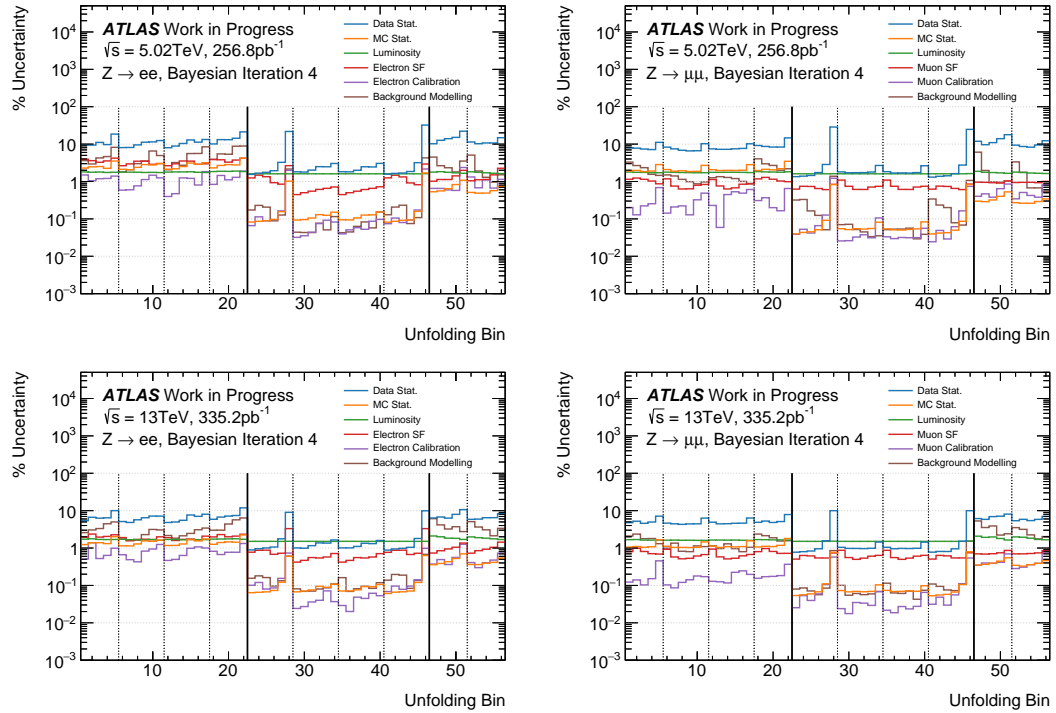 % Uncertainty
ATLAS Work in Progress
√s = 5.02TeV, 256.8pb⁻¹
Z → ee, Bayesian Iteration 4
Data Stat.
MC Stat.
Luminosity
Electron SF
Electron Calibration
Background Modelling
10⁴
10³
10²
10
1
10⁻¹
10⁻²
10⁻³
10 20 30 40 50
Unfolding Bin
% Uncertainty
ATLAS Work in Progress
√s = 5.02TeV, 256.8pb⁻¹
Z → μμ, Bayesian Iteration 4
Data Stat.
MC Stat.
Luminosity
Muon SF
Muon Calibration
Background Modelling
10⁴
10³
10²
10
1
10⁻¹
10⁻²
10⁻³
10 20 30 40 50
Unfolding Bin
% Uncertainty
ATLAS Work in Progress
√s = 13TeV, 335.2pb⁻¹
Z → ee, Bayesian Iteration 4
Data Stat.
MC Stat.
Luminosity
Electron SF
Electron Calibration
Background Modelling
10⁴
10³
10²
10
1
10⁻¹
10⁻²
10⁻³
10 20 30 40 50
Unfolding Bin
% Uncertainty
ATLAS Work in Progress
√s = 13TeV, 335.2pb⁻¹
Z → μμ, Bayesian Iteration 4
Data Stat.
MC Stat.
Luminosity
Muon SF
Muon Calibration
Background Modelling
10⁴
10³
10²
10
1
10⁻¹
10⁻²
10⁻³
10 20 30 40 50
Unfolding Bin